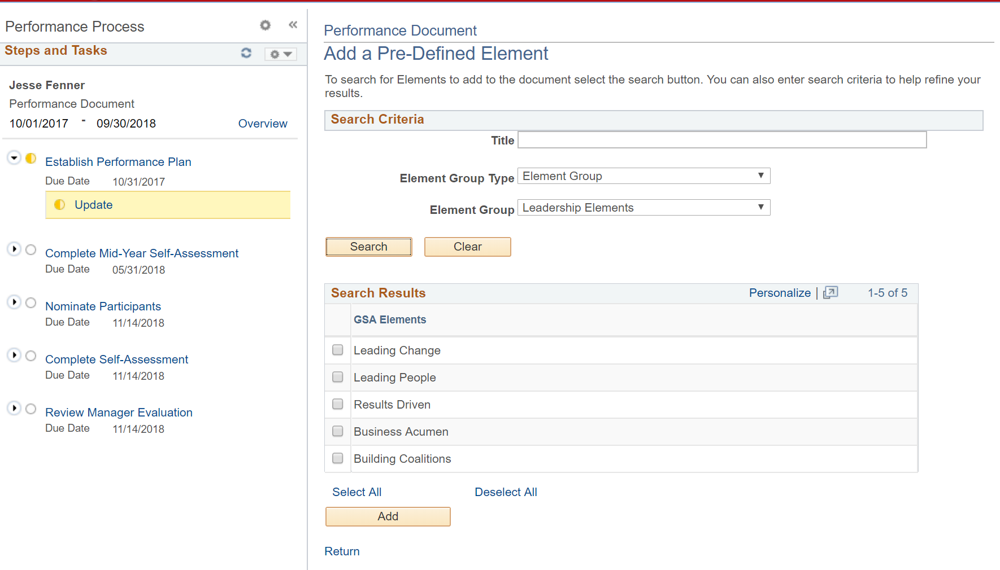 Performance Process
Steps and Tasks
Jesse Fenner
Performance Document
10/01/2017 - 09/30/2018 Overview
Establish Performance Plan
Due Date 10/31/2017
Update
Complete Mid-Year Self-Assessment
Due Date 05/31/2018
Nominate Participants
Due Date 11/14/2018
Complete Self-Assessment
Due Date 11/14/2018
Review Manager Evaluation
Due Date 11/14/2018
Performance Document
Add a Pre-Defined Element
To search for Elements to add to the document select the search button. You can also enter search criteria to help refine your
results.
Search Criteria
Title
Element Group Type Element Group
Element Group Leadership Elements
Search Clear
Search Results Personalize | 1-5 of 5
GSA Elements
Leading Change
Leading People
Results Driven
Business Acumen
Building Coalitions
Select All Deselect All
Add
Return